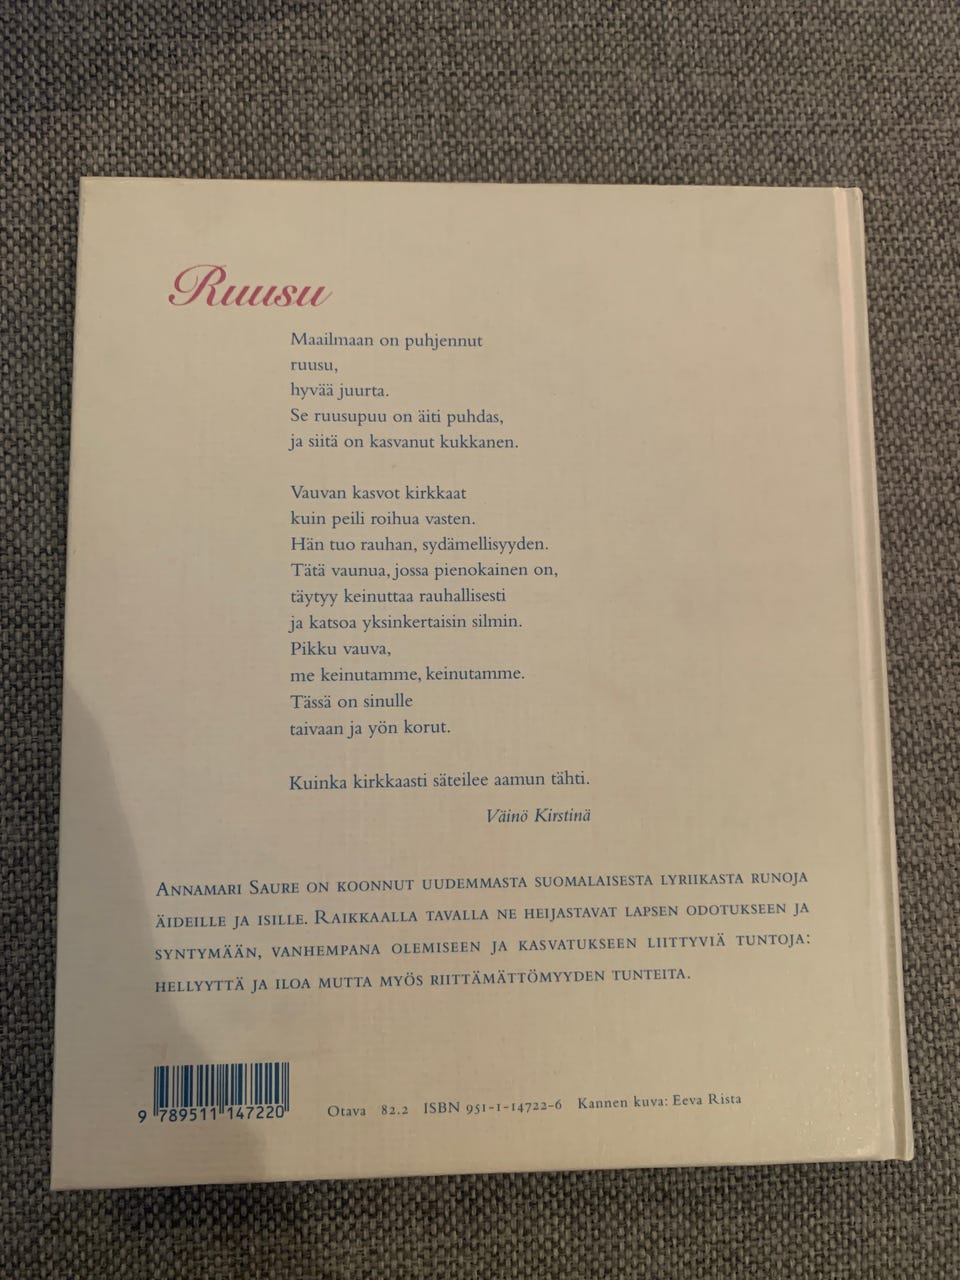 Ruusu
Maailmaan on puhjennut
ruusu,
hyvää juurta.
Se ruusupuu on äiti puhdas,
ja siitä on kasvanut kukkanen.
Vauvan kasvot kirkkaat
kuin peili roihua vasten.
Hän tuo rauhan, sydämellisyyden.
Tätä vaunua, jossa pienokainen on,
täytyy keinuttaa rauhallisesti
ja katsoa yksinkertaisin silmin.
Pikku vauva,
me keinutamme, keinutamme.
Tässä on sinulle
taivaan ja yön korut.
Kuinka kirkkaasti säteilee aamun tähti.
Väinö Kirstinä
Annamari Saure on koonnut uudemmasta suomalaisesta lyriikasta runoja
äideille ja isille. Raikkaalla tavalla ne heijastavat lapsen odotukseen ja
syntymään, vanhempana olemiseen ja kasvatukseen liittyviä tuntoja:
hellyyttä ja iloa mutta myös riittämättömyyden tunteita.
9 789511 147220
Otava 82.2 ISBN 951-1-14722-6 Kannen kuva: Eeva Rista